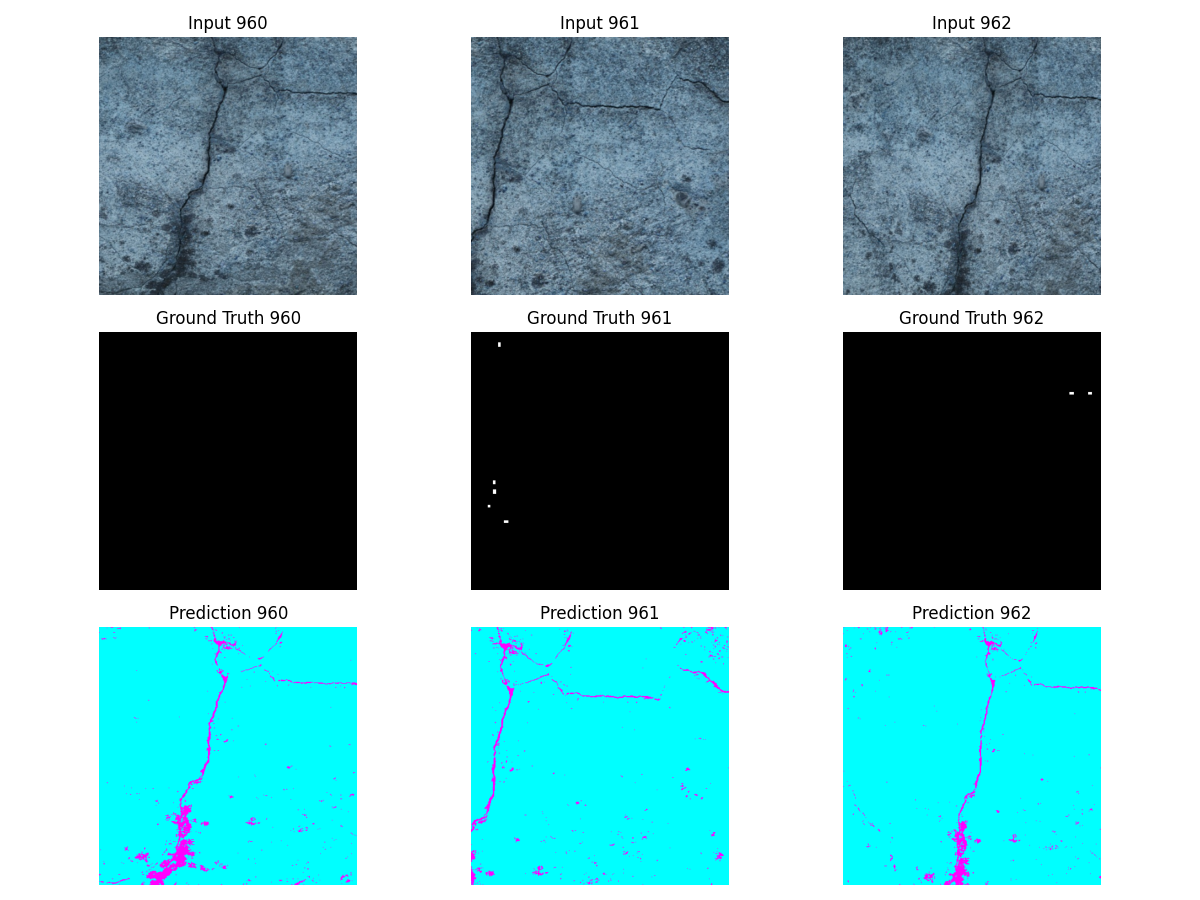 Input 960
Input 961
Input 962
Ground Truth 960
Ground Truth 961
Ground Truth 962
Prediction 960
Prediction 961
Prediction 962